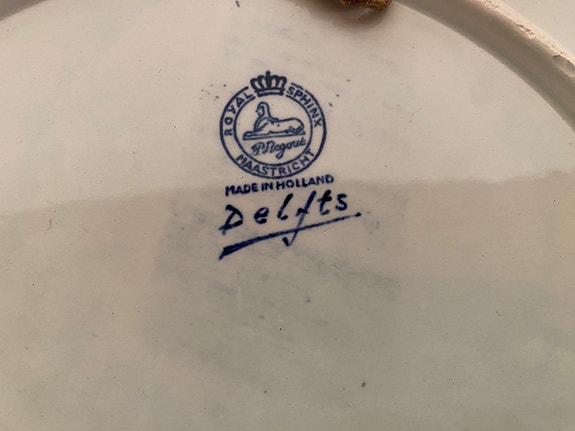 ROYAL SPHINX
P. Regout
MAASTRICHT
MADE IN HOLLAND
Delfts